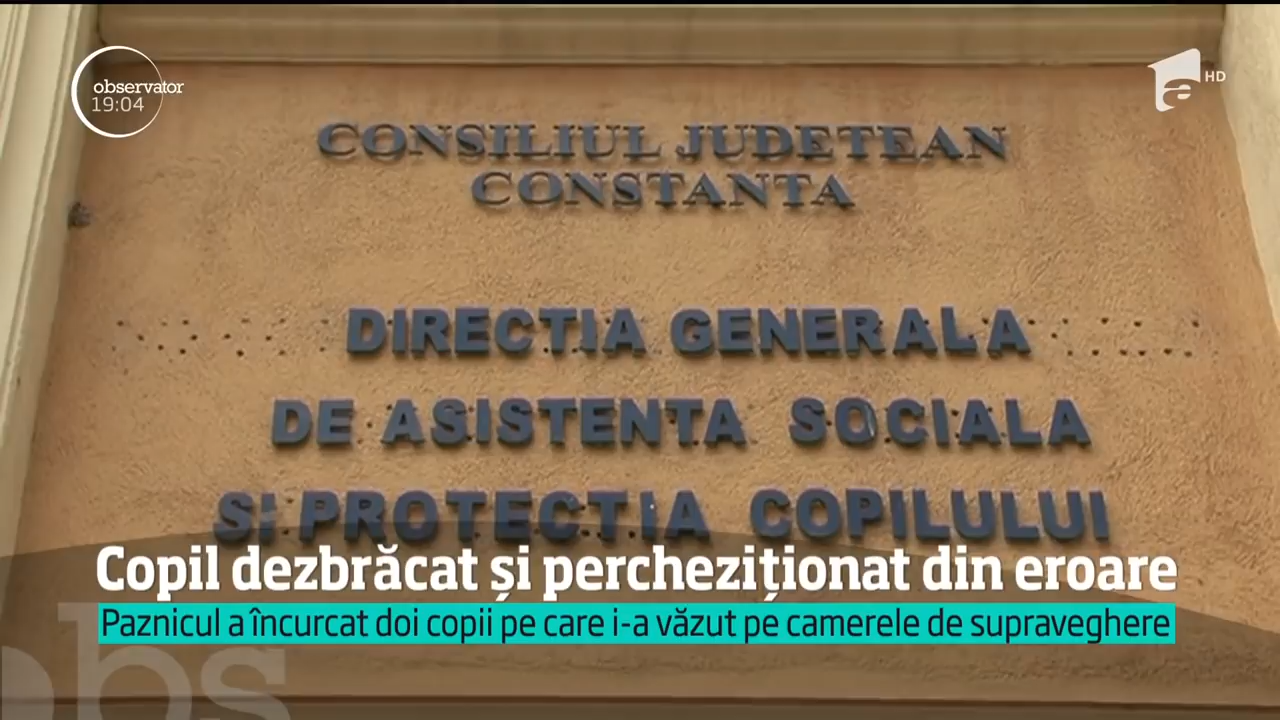 observator
19:04
a
HD
CONSILIUL JUDETEAN
CONSTANTA
DIRECTIA GENERALA
DE ASISTENTA SOCIALA
SI PROTECTIA COPILULUI
Copil dezbrăcat și percheziționat din eroare
Paznicul a încurcat doi copii pe care i-a văzut pe camerele de supraveghere
obs